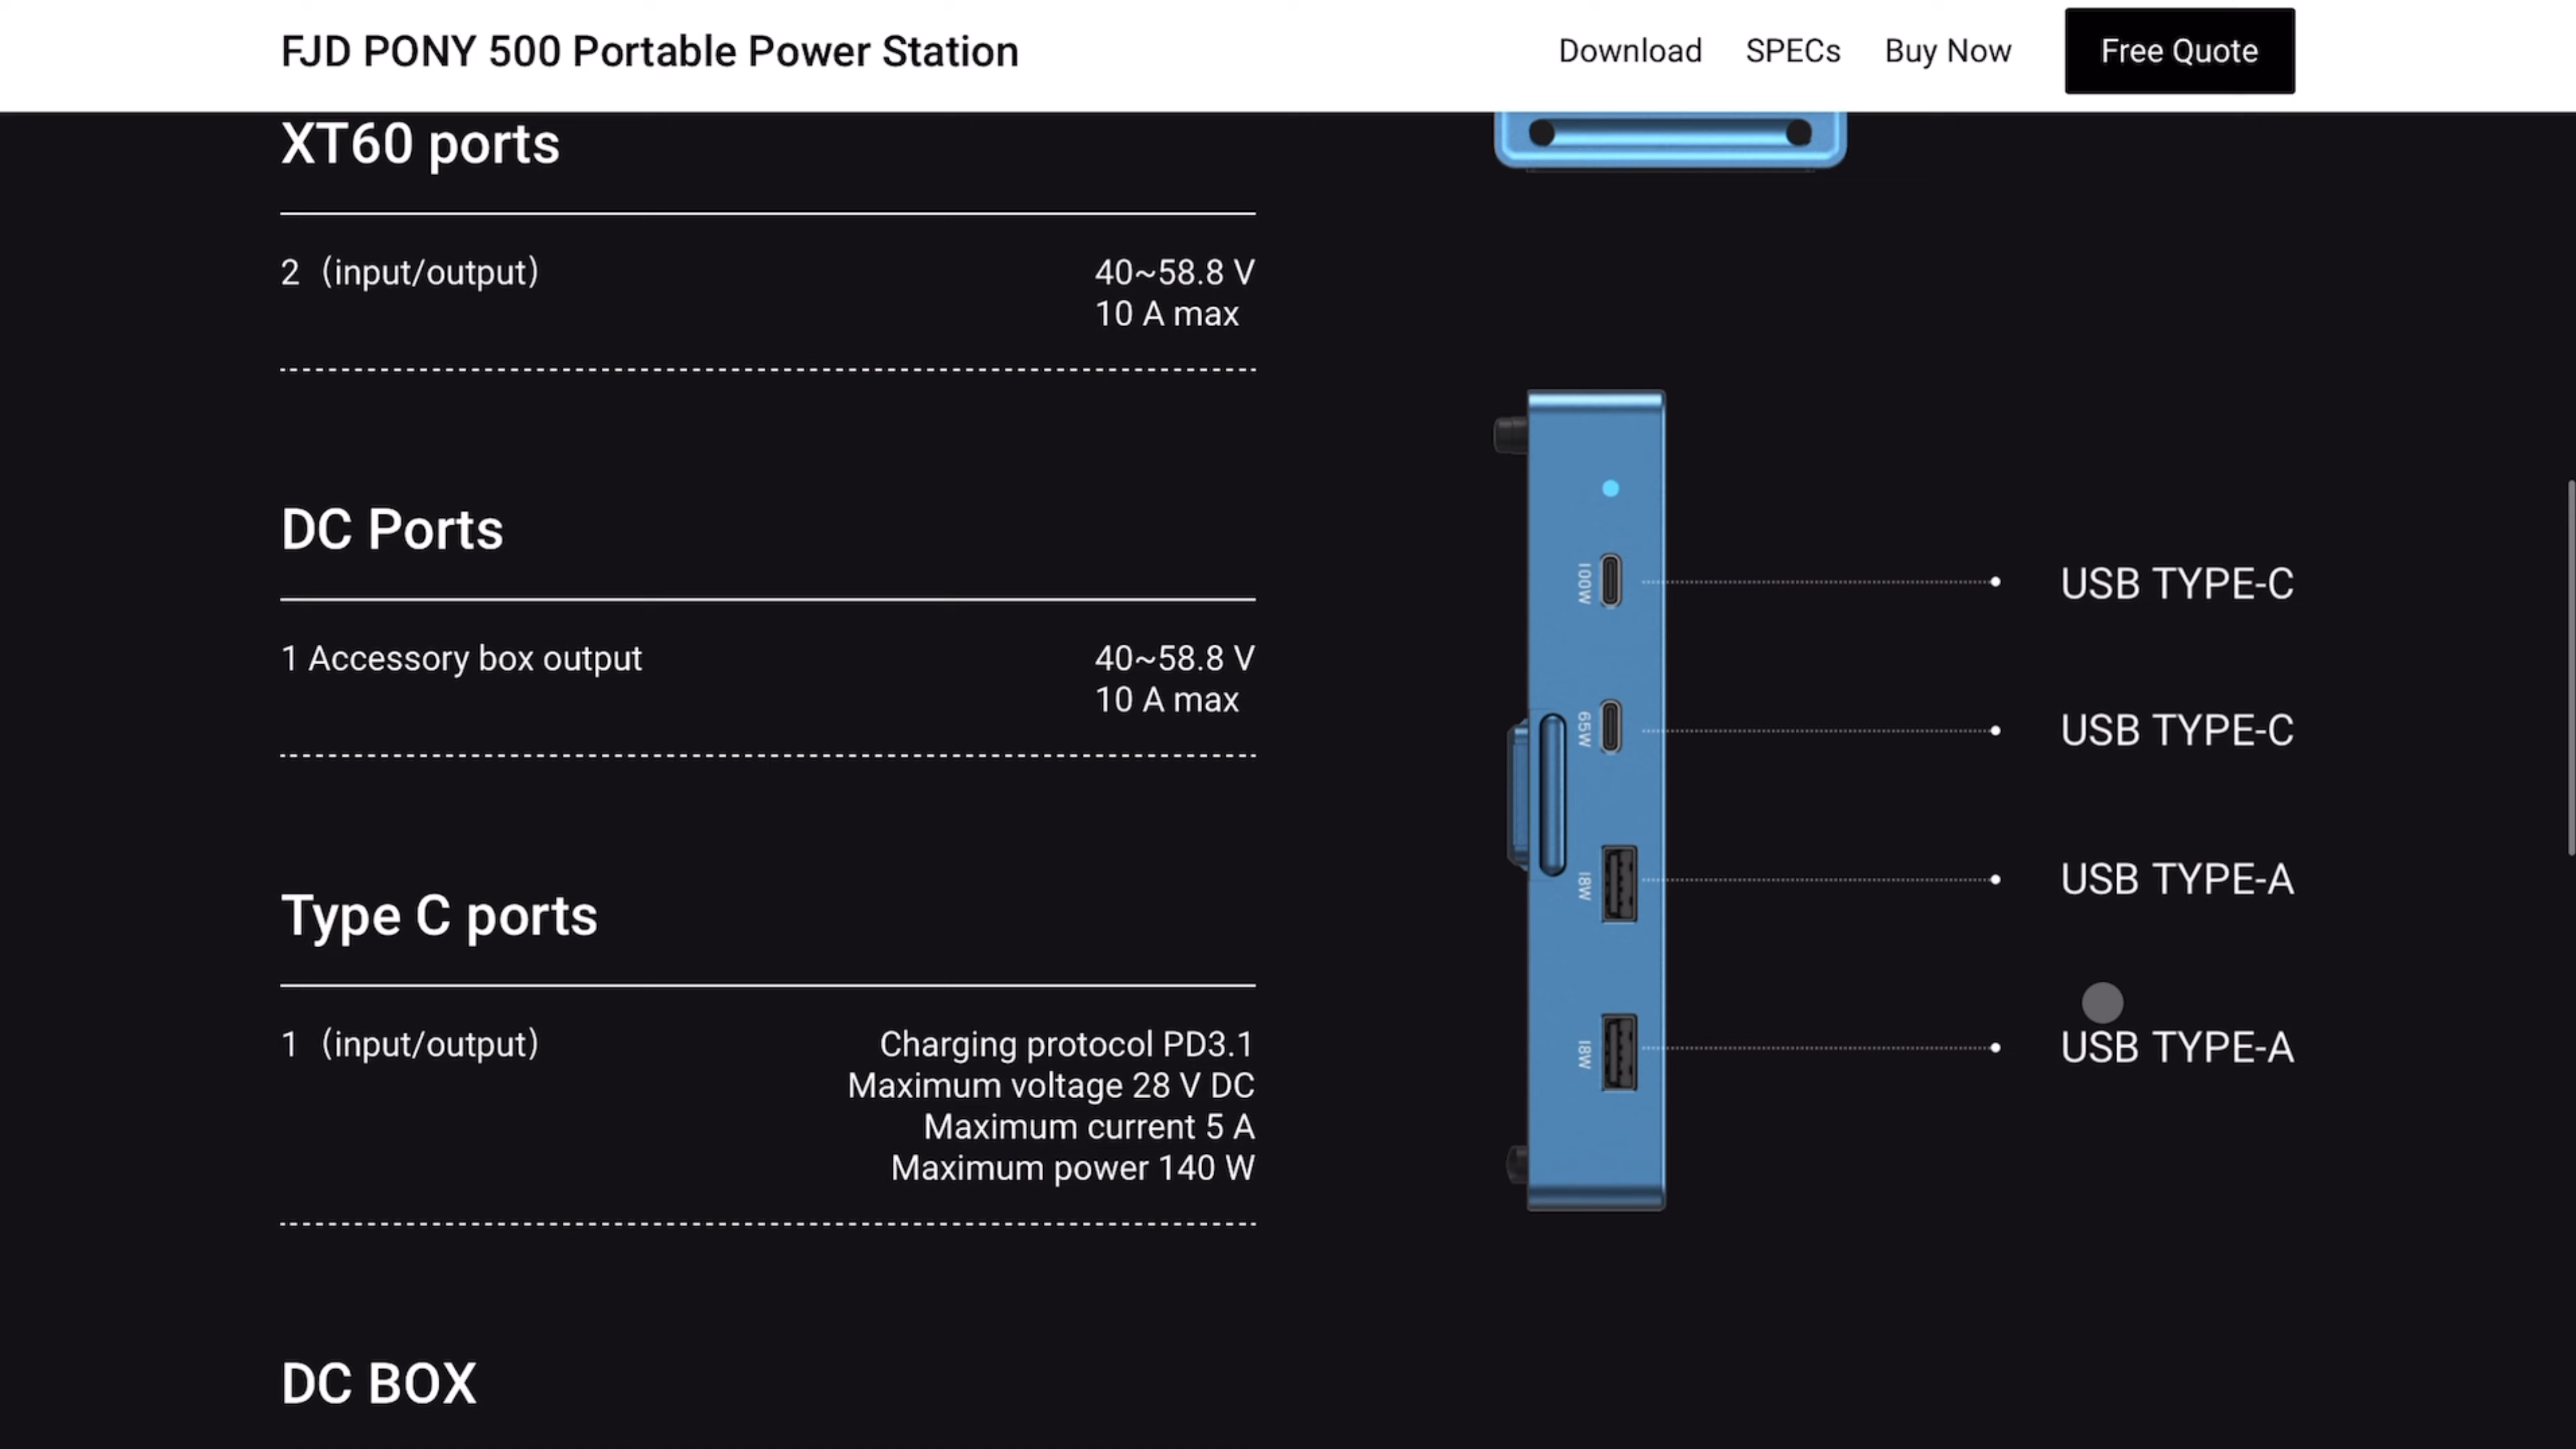 FJD PONY 500 Portable Power Station
Download
SPECs
Buy Now
Free Quote
XT60 ports
2 (input/output)
40~58.8 V
10 A max
DC Ports
1 Accessory box output
40~58.8 V
10 A max
Type C ports
1 (input/output)
Charging protocol PD3.1
Maximum voltage 28 V DC
Maximum current 5 A
Maximum power 140 W
DC BOX
100W
USB TYPE-C
65W
USB TYPE-C
18W
USB TYPE-A
18W
USB TYPE-A